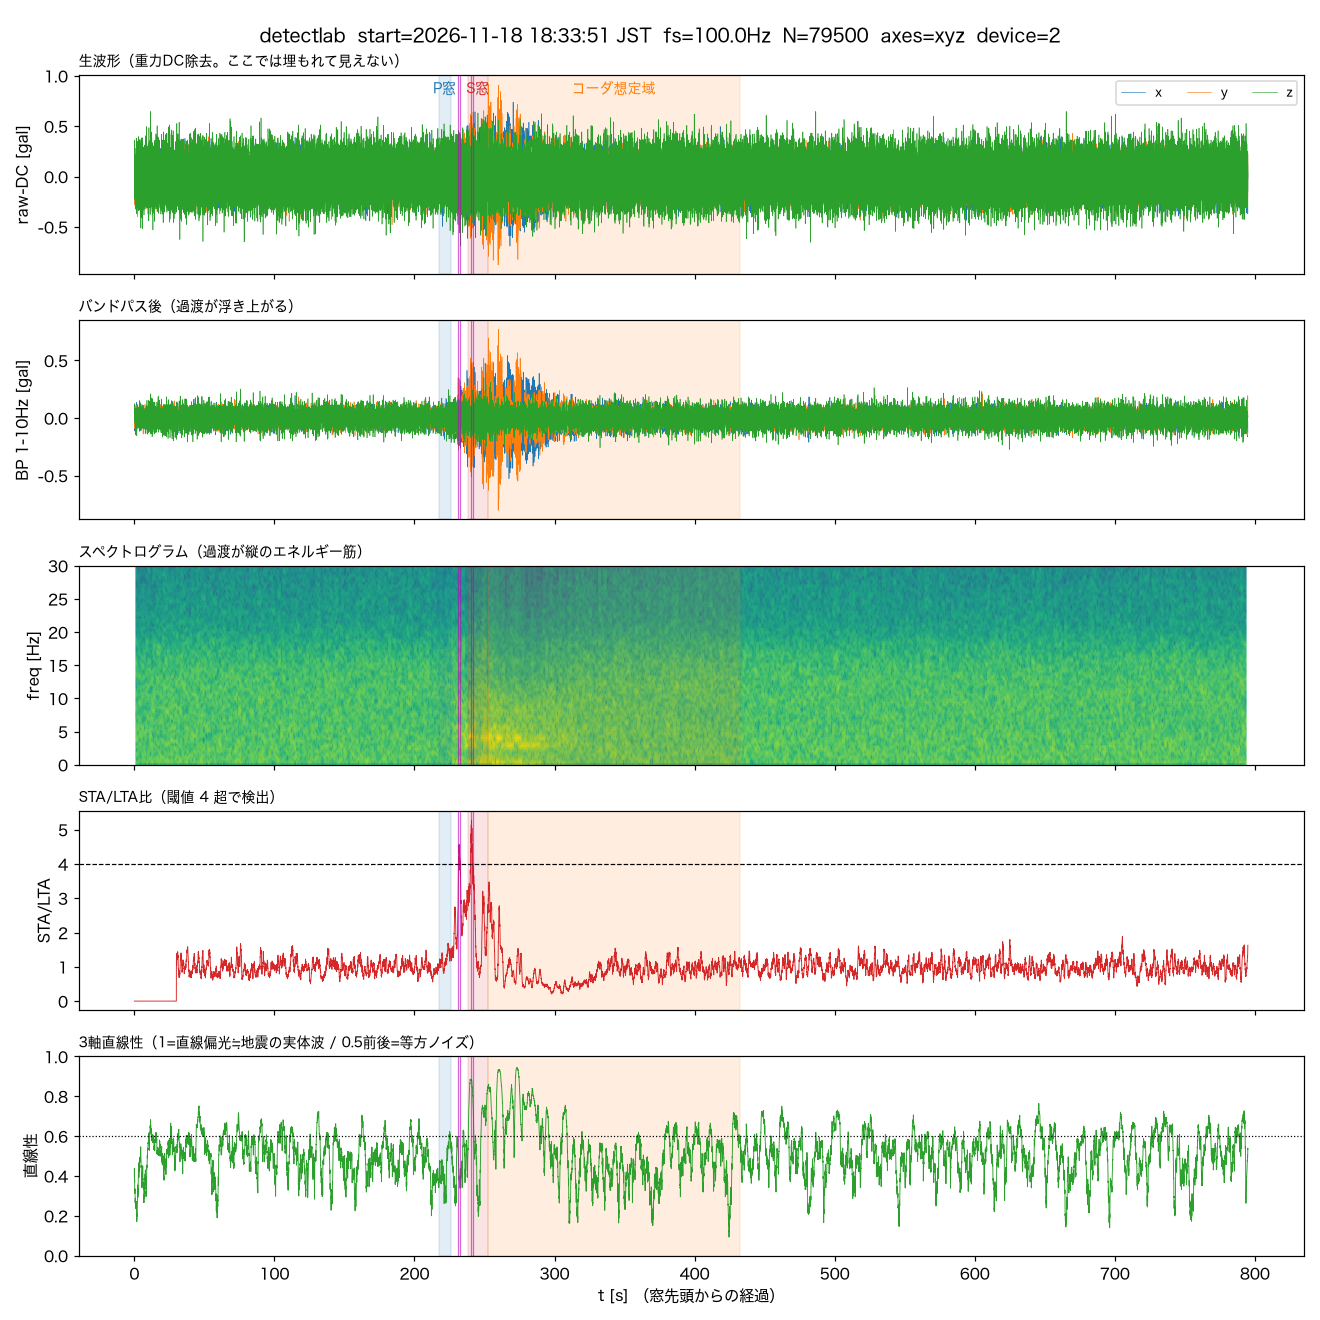 detectlab start=2026-11-18 18:33:51 JST fs=100.0Hz N=79500 axes=xyz device=2
生波形（重力DC除去。ここでは埋もれて見えない）
P窓
S窓
コーダ想定域
x y z
raw-DC [gal]
1.0
0.5
0.0
-0.5
バンドパス後（過渡が浮き上がる）
BP 1-10Hz [gal]
0.5
0.0
-0.5
スペクトログラム（過渡が縦のエネルギー筋）
freq [Hz]
30
25
20
15
10
5
0
STA/LTA比（閾値 4 超で検出）
STA/LTA
5
4
3
2
1
0
3軸直線性（1=直線偏光≒地震の実体波 / 0.5前後=等方ノイズ）
直線性
1.0
0.8
0.6
0.4
0.2
0.0
0 100 200 300 400 500 600 700 800
t [s] （窓先頭からの経過）